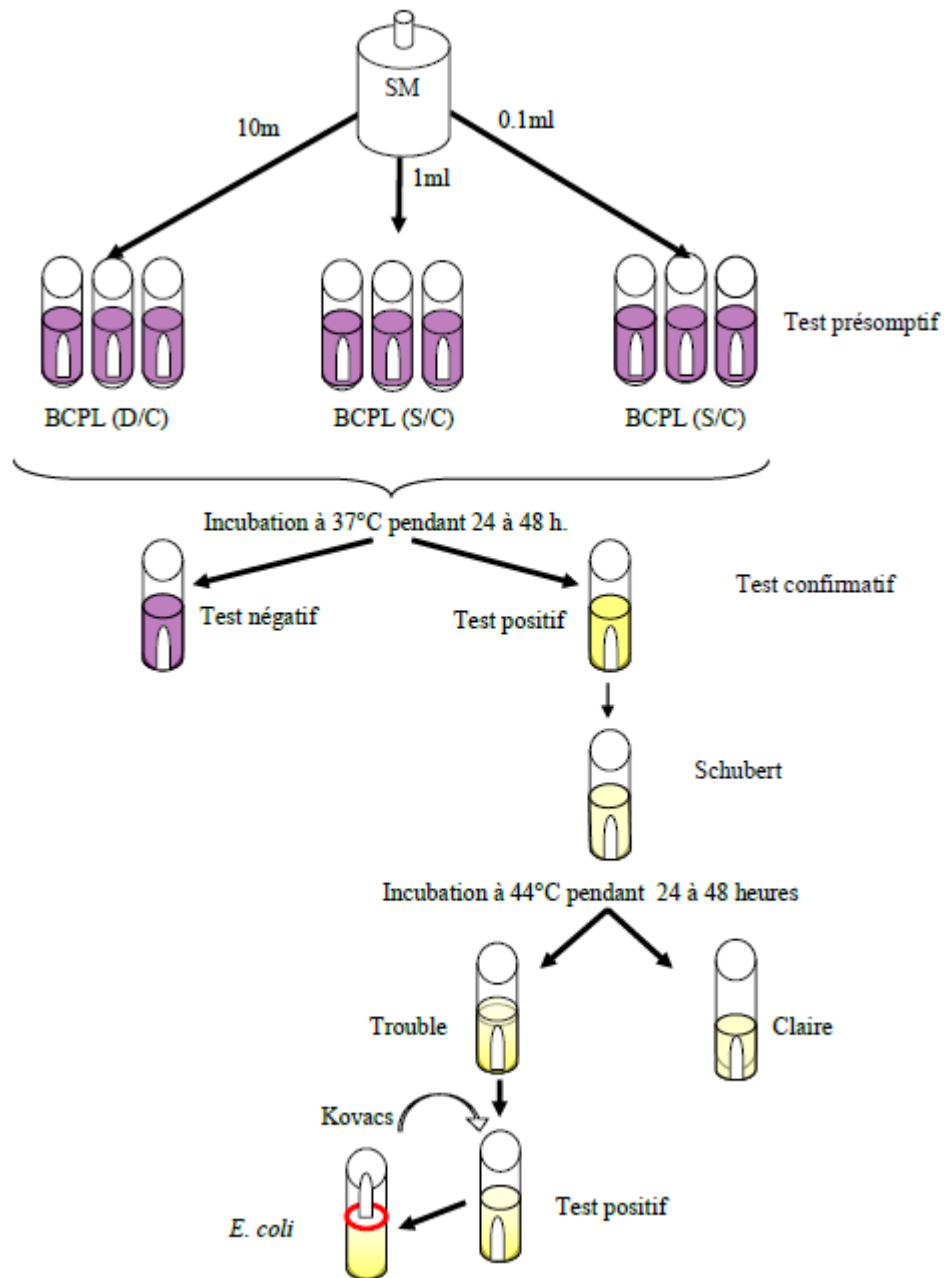 SM
10m
0.1ml
1ml
Test présomptif
BCPL (D/C)
BCPL (S/C)
BCPL (S/C)
Incubation à 37°C pendant 24 à 48 h.
Test négatif
Test positif
Test confirmatif
Schubert
Incubation à 44°C pendant 24 à 48 heures
Trouble
Claire
Kovacs
Test positif
E. coli